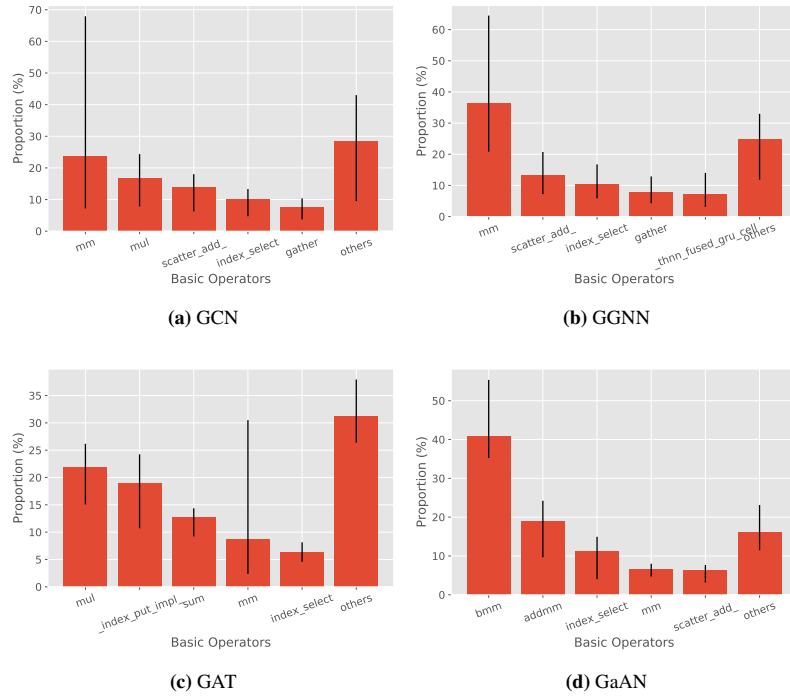 70
60
50
40
30
20
10
0
Proportion (%)
mm
mul
scatter_add_
index_select
gather
others
Basic Operators
(a) GCN
60
50
40
30
20
10
0
Proportion (%)
mm
scatter_add_
index_select
gather
_thnn_fused_gru_cell
others
Basic Operators
(b) GGNN
35
30
25
20
15
10
5
0
Proportion (%)
mul
_index_put_impl_
sum
mm
index_select
others
Basic Operators
(c) GAT
50
40
30
20
10
0
Proportion (%)
bmm
addmm
index_select
mm
scatter_add_
others
Basic Operators
(d) GaAN